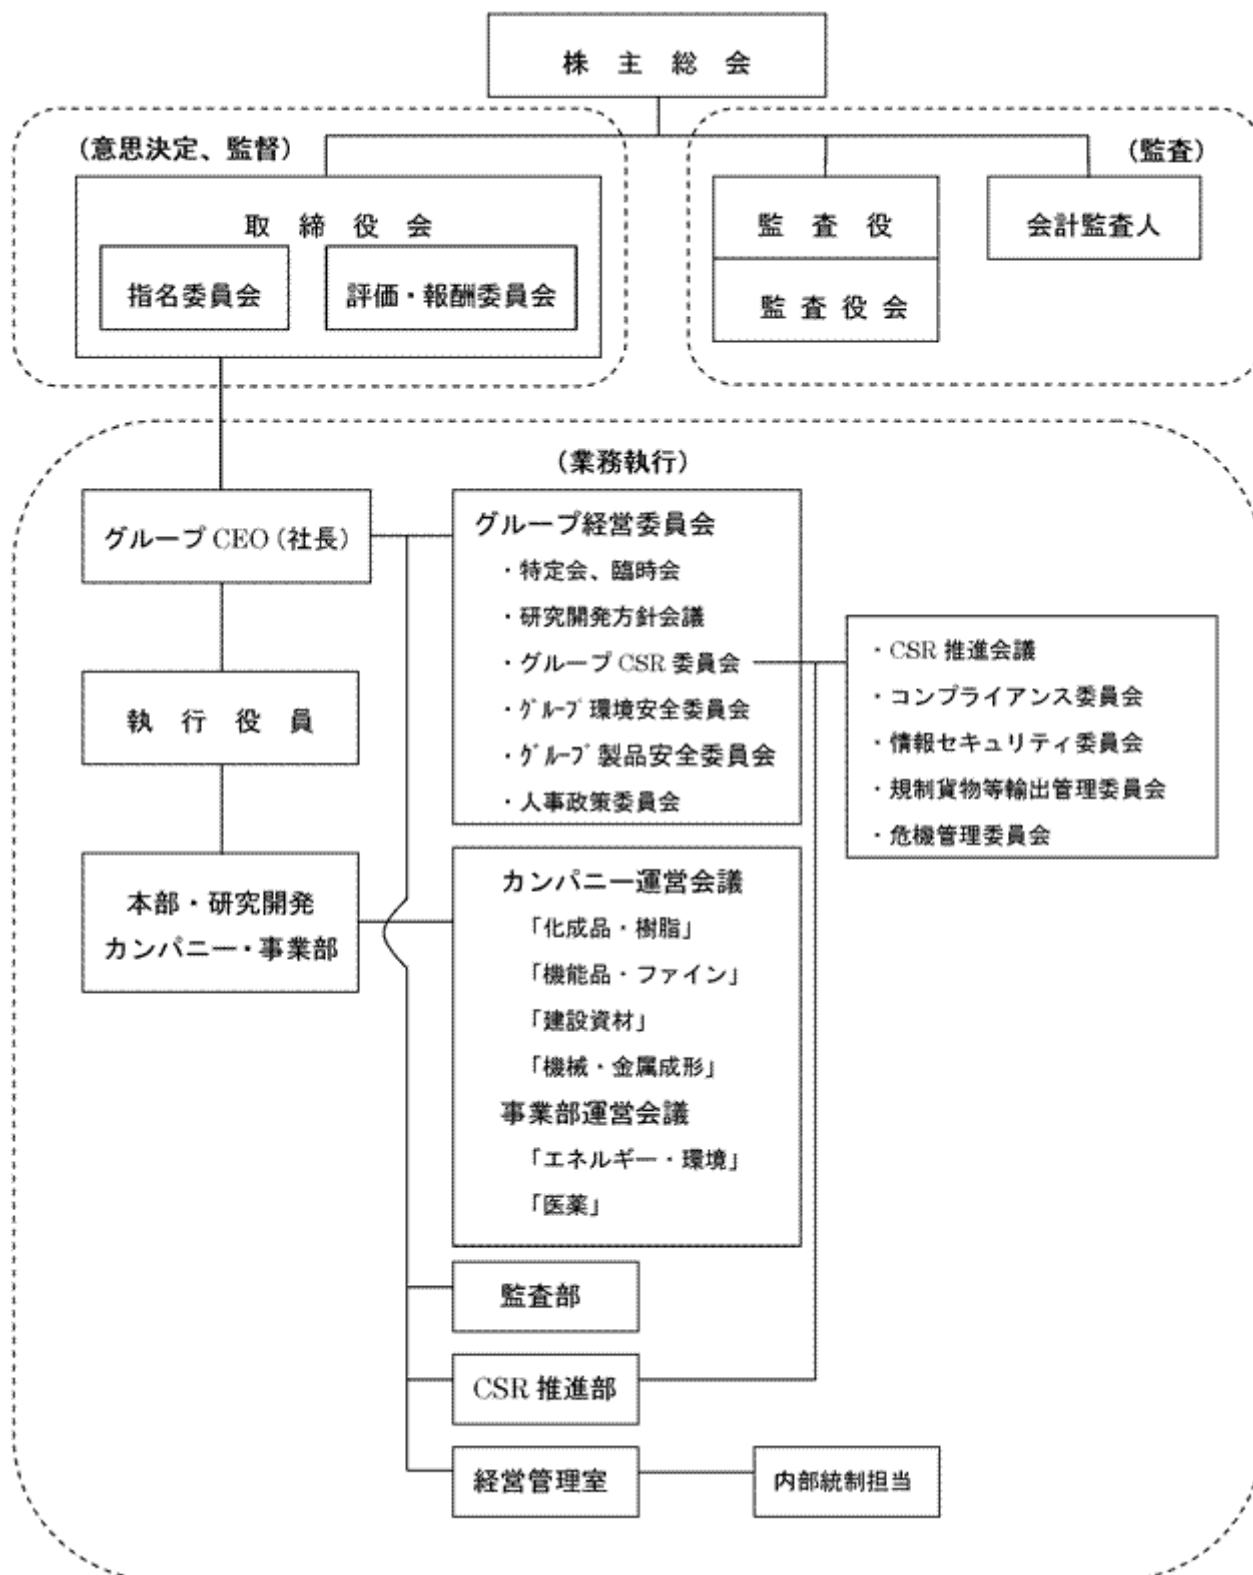 株主総会
(意思決定、監督)
(監査)
取締役会
指名委員会
評価・報酬委員会
監査役
監査役会
会計監査人
(業務執行)
グループ CEO (社長)
グループ経営委員会
・特定会、臨時会
・研究開発方針会議
・グループ CSR 委員会
・ｸﾞﾙｰﾌﾟ環境安全委員会
・ｸﾞﾙｰﾌﾟ製品安全委員会
・人事政策委員会
・CSR 推進会議
・コンプライアンス委員会
・情報セキュリティ委員会
・規制貨物等輸出管理委員会
・危機管理委員会
執行役員
本部・研究開発
カンパニー・事業部
カンパニー運営会議
「化成品・樹脂」
「機能品・ファイン」
「建設資材」
「機械・金属成形」
事業部運営会議
「エネルギー・環境」
「医薬」
監査部
CSR 推進部
経営管理室
内部統制担当